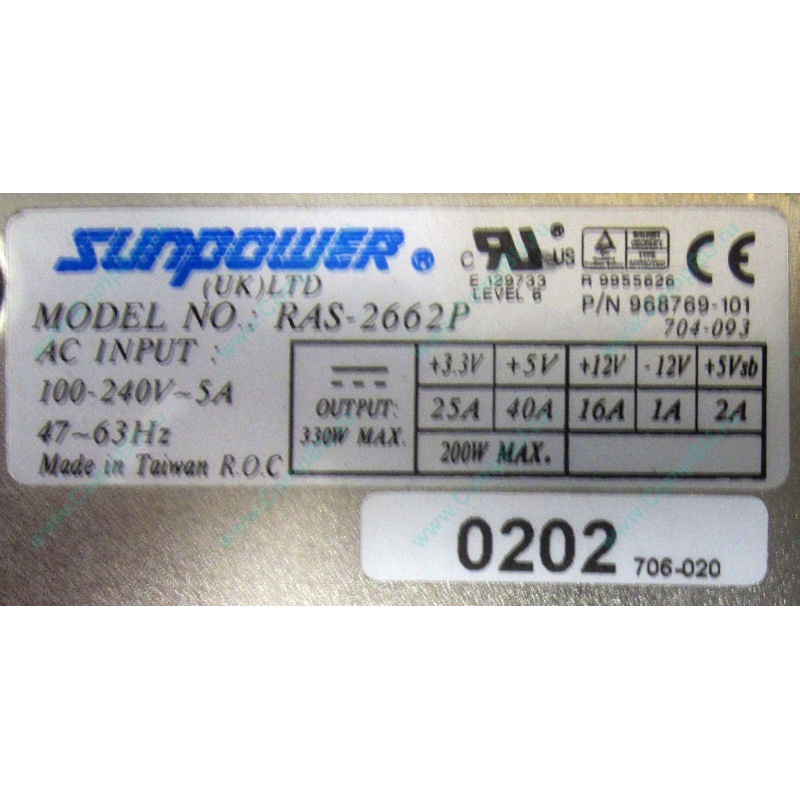 SUNPOWER ®
(UK)LTD
MODEL NO.: RAS-2662P
AC INPUT :
100-240V~5A
47~63Hz
Made in Taiwan R.O.C
C UR US
E 129733
LEVEL 6
R 9955626
CE
P/N 968769-101
704-093
OUTPUT:
330W MAX.
+3.3V +5V +12V -12V +5Vsb
25A 40A 16A 1A 2A
200W MAX.
0202 706-020